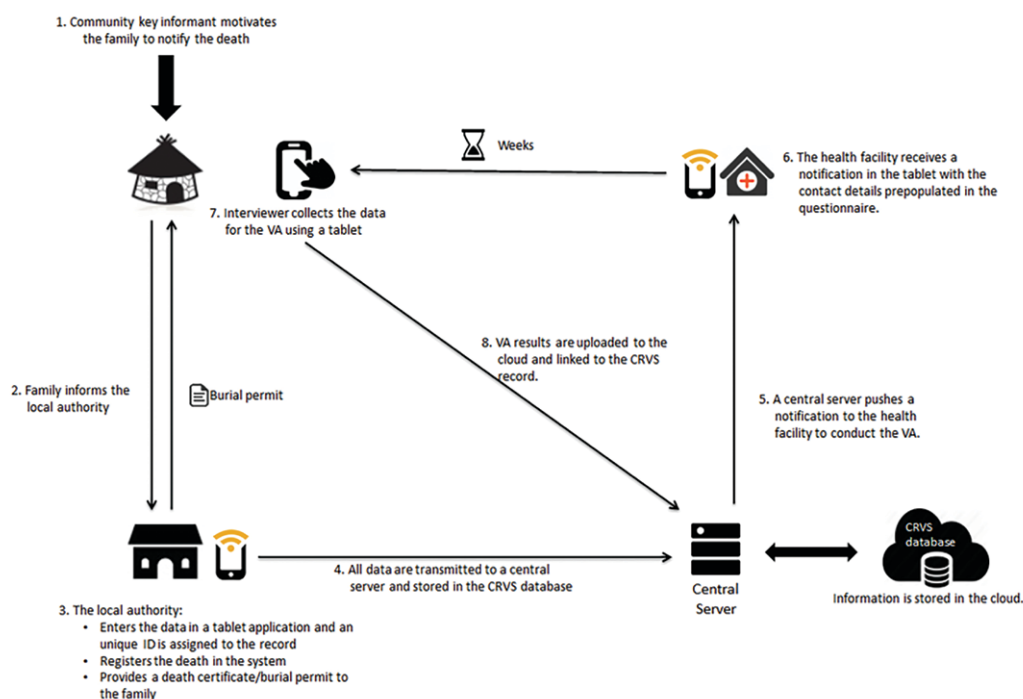 1. Community key informant motivates
the family to notify the death
Weeks
6. The health facility receives a
notification in the tablet with the
contact details prepopulated in the
questionnaire.
7. Interviewer collects the data
for the VA using a tablet
8. VA results are uploaded to the
cloud and linked to the CRVS
record.
2. Family informs the
local authority
Burial permit
5. A central server pushes a
notification to the health
facility to conduct the VA.
CRVS
database
4. All data are transmitted to a central
server and stored in the CRVS database
Central
Server
Information is stored in the cloud.
3. The local authority:
• Enters the data in a tablet application and an
unique ID is assigned to the record
• Registers the death in the system
• Provides a death certificate/burial permit to
the family